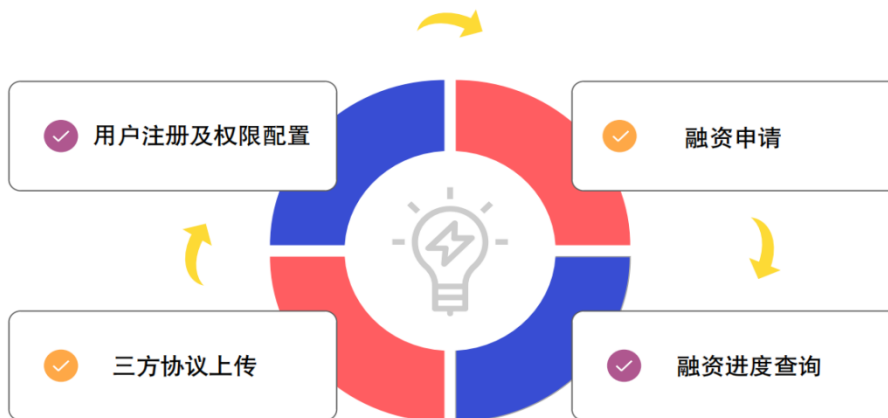 用户注册及权限配置
融资申请
三方协议上传
融资进度查询